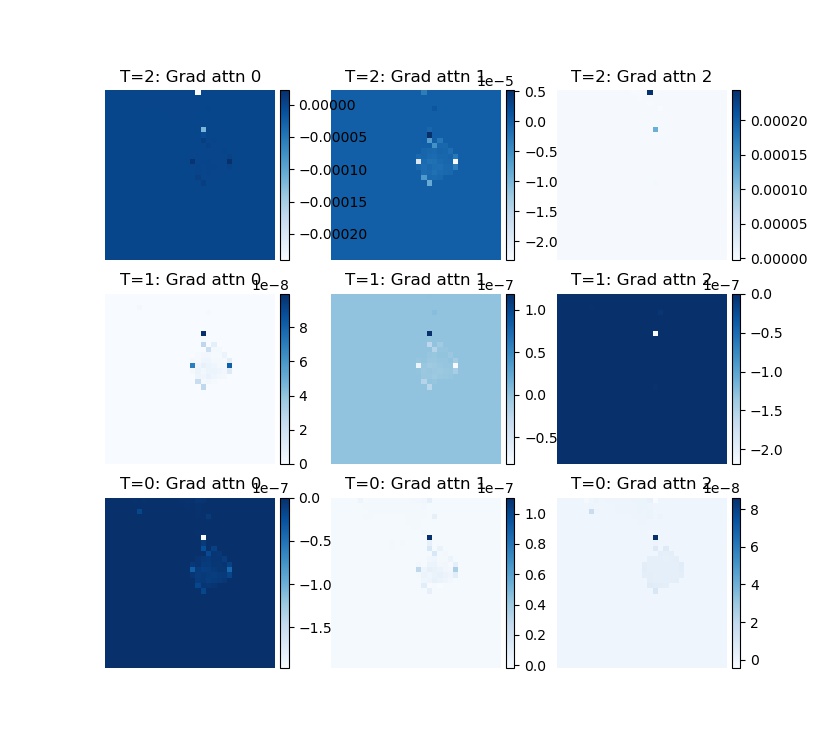 T=2: Grad attn 0
T=2: Grad attn 1
1e−5
T=2: Grad attn 2
0.00000
−0.00005
−0.00010
−0.00015
−0.00020
0.5
0.0
−0.5
−1.0
−1.5
−2.0
0.00020
0.00015
0.00010
0.00005
0.00000
T=1: Grad attn 0
1e−8
T=1: Grad attn 1
1e−7
T=1: Grad attn 2
1e−7
8
6
4
2
0
1.0
0.5
0.0
−0.5
0.0
−0.5
−1.0
−1.5
−2.0
T=0: Grad attn 0
1e−7
T=0: Grad attn 1
1e−7
T=0: Grad attn 2
1e−8
0.0
−0.5
−1.0
−1.5
1.0
0.8
0.6
0.4
0.2
0.0
8
6
4
2
0